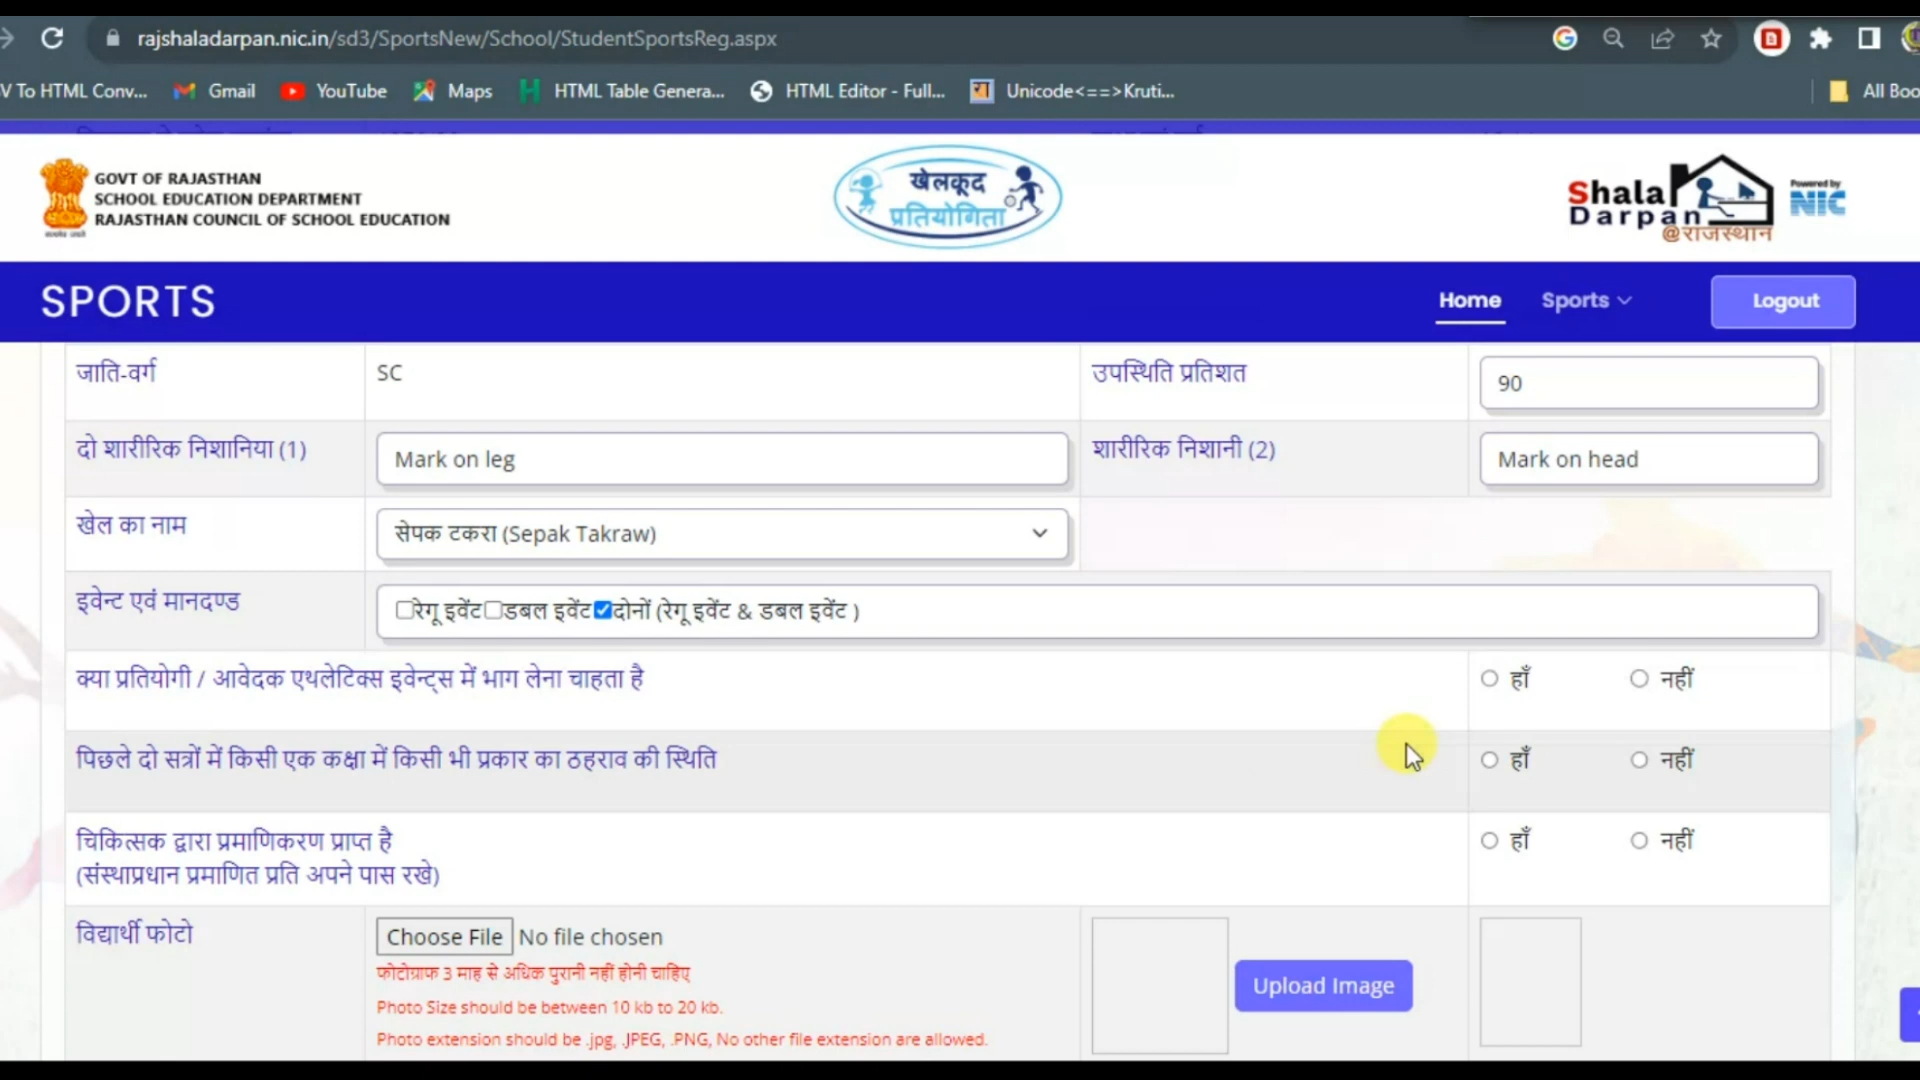 rajshaladarpan.nic.in/sd3/SportsNew/School/StudentSportsReg.aspx
V To HTML Conv... Gmail YouTube Maps HTML Table Genera... HTML Editor - Full... Unicode<==>Kruti... All Boo
GOVT OF RAJASTHAN
SCHOOL EDUCATION DEPARTMENT
RAJASTHAN COUNCIL OF SCHOOL EDUCATION
खेलकूद
प्रतियोगिता
Shala
Darpan
@राजस्थान
Powered by
NIC
SPORTS Home Sports Logout
जाति-वर्ग SC उपस्थिति प्रतिशत 90
दो शारीरिक निशानिया (1) Mark on leg शारीरिक निशानी (2) Mark on head
खेल का नाम सेपक टकरा (Sepak Takraw)
इवेन्ट एवं मानदण्ड रेगू इवेंट डबल इवेंट दोनों (रेगू इवेंट & डबल इवेंट )
क्या प्रतियोगी / आवेदक एथलेटिक्स इवेन्ट्स में भाग लेना चाहता है हाँ नहीं
पिछले दो सत्रों में किसी एक कक्षा में किसी भी प्रकार का ठहराव की स्थिति हाँ नहीं
चिकित्सक द्वारा प्रमाणिकरण प्राप्त है हाँ नहीं
(संस्थाप्रधान प्रमाणित प्रति अपने पास रखे)
विद्यार्थी फोटो Choose File No file chosen
फोटोग्राफ 3 माह से अधिक पुरानी नहीं होनी चाहिए
Upload Image
Photo Size should be between 10 kb to 20 kb.
Photo extension should be .jpg, .JPEG, .PNG, No other file extension are allowed.